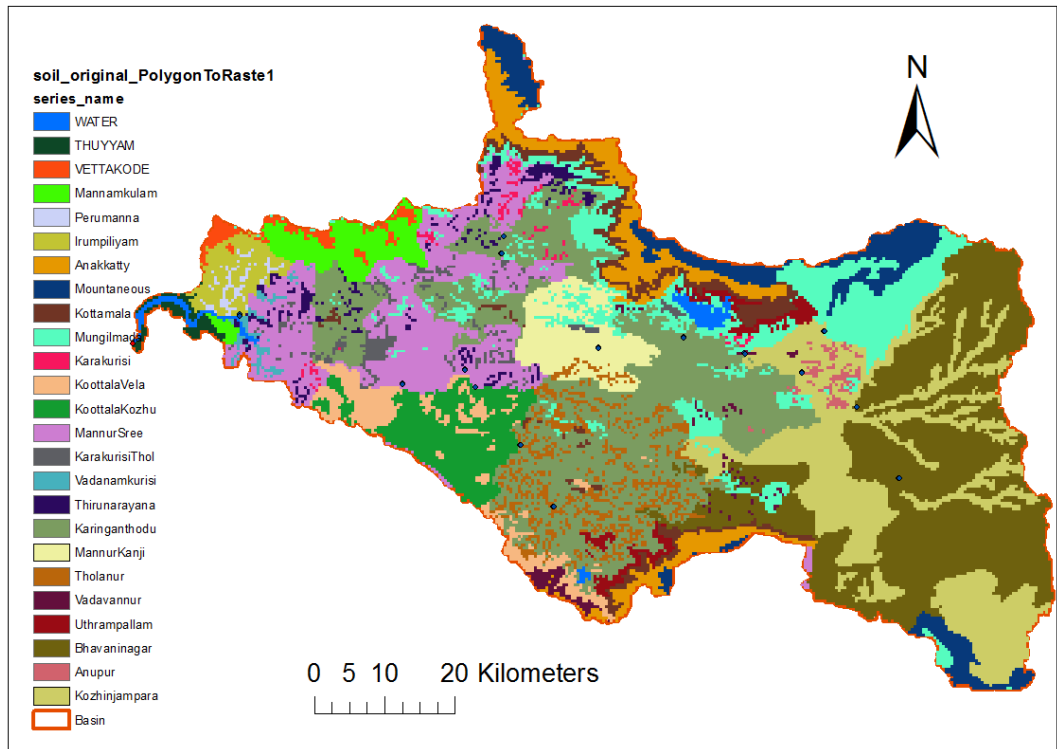 soil_original_PolygonToRaste1
series_name
WATER
THUYYAM
VETTAKODE
Mannamkulam
Perumanna
Irumpiliyam
Anakkatty
Mountaneous
Kottamala
Mungilmada
Karakurisi
KoottalaVela
KoottalaKozhu
MannurSree
KarakurisiThol
Vadanamkurisi
Thirunarayana
Karinganthodu
MannurKanji
Tholanur
Vadavannur
Uthrampallam
Bhavaninagar
Anupur
Kozhinjampara
Basin
N
0 5 10 20 Kilometers